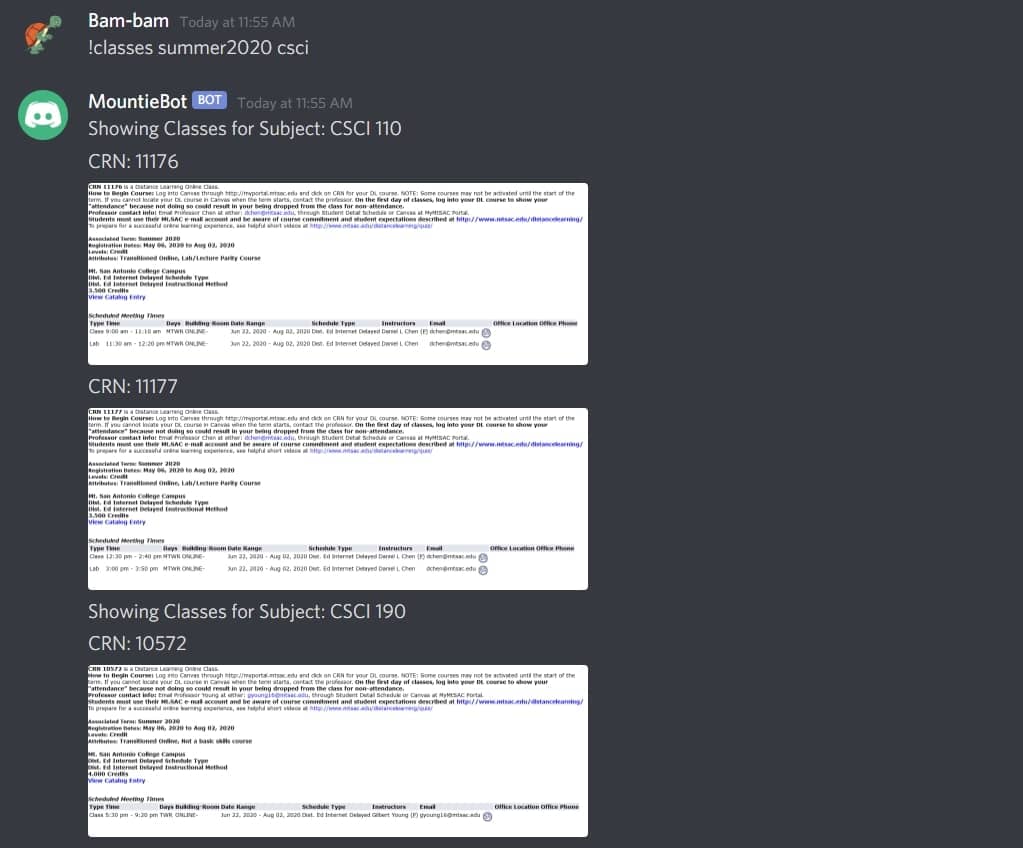 Bam-bam Today at 11:55 AM
!classes summer2020 csci
MountieBot BOT Today at 11:55 AM
Showing Classes for Subject: CSCI 110
CRN: 11176
CRN 11176 is a Distance Learning Online Class.
How to Begin Course: Log into Canvas through http://myportal.mtsac.edu and click on CRN for your DL course. NOTE: Some courses may not be activated until the start of the
term. If you cannot locate your DL course in Canvas when the term starts, contact the professor. On the first day of classes, log into your DL course to show your
"attendance" because not doing so could result in your being dropped from the class for non-attendance.
Professor contact info: Email Professor Chen at either: dchen@mtsac.edu, through Student Detail Schedule or Canvas at MyMtSAC Portal.
Students must use their Mt.SAC e-mail account and be aware of course commitment and student expectations described at http://www.mtsac.edu/distancelearning/
To prepare for a successful online learning experience, see helpful short videos at http://www.mtsac.edu/distancelearning/quiz/
Associated Term: Summer 2020
Registration Dates: May 06, 2020 to Aug 02, 2020
Levels: Credit
Attributes: Transitioned Online, Lab/Lecture Parity Course
Mt. San Antonio College Campus
Dist. Ed Internet Delayed Schedule Type
Dist. Ed Internet Delayed Instructional Method
3.500 Credits
View Catalog Entry
Scheduled Meeting Times
Type Time Days Building-Room Date Range Schedule Type Instructors Email Office Location Office Phone
Class 9:00 am - 11:10 am MTWR ONLINE- Jun 22, 2020 - Aug 02, 2020 Dist. Ed Internet Delayed Daniel L Chen (P) dchen@mtsac.edu
Lab 11:30 am - 12:20 pm MTWR ONLINE- Jun 22, 2020 - Aug 02, 2020 Dist. Ed Internet Delayed Daniel L Chen dchen@mtsac.edu
CRN: 11177
CRN 11177 is a Distance Learning Online Class.
How to Begin Course: Log into Canvas through http://myportal.mtsac.edu and click on CRN for your DL course. NOTE: Some courses may not be activated until the start of the
term. If you cannot locate your DL course in Canvas when the term starts, contact the professor. On the first day of classes, log into your DL course to show your
"attendance" because not doing so could result in your being dropped from the class for non-attendance.
Professor contact info: Email Professor Chen at either: dchen@mtsac.edu, through Student Detail Schedule or Canvas at MyMtSAC Portal.
Students must use their Mt.SAC e-mail account and be aware of course commitment and student expectations described at http://www.mtsac.edu/distancelearning/
To prepare for a successful online learning experience, see helpful short videos at http://www.mtsac.edu/distancelearning/quiz/
Associated Term: Summer 2020
Registration Dates: May 06, 2020 to Aug 02, 2020
Levels: Credit
Attributes: Transitioned Online, Lab/Lecture Parity Course
Mt. San Antonio College Campus
Dist. Ed Internet Delayed Schedule Type
Dist. Ed Internet Delayed Instructional Method
3.500 Credits
View Catalog Entry
Scheduled Meeting Times
Type Time Days Building-Room Date Range Schedule Type Instructors Email Office Location Office Phone
Class 12:30 pm - 2:40 pm MTWR ONLINE- Jun 22, 2020 - Aug 02, 2020 Dist. Ed Internet Delayed Daniel L Chen (P) dchen@mtsac.edu
Lab 3:00 pm - 3:50 pm MTWR ONLINE- Jun 22, 2020 - Aug 02, 2020 Dist. Ed Internet Delayed Daniel L Chen dchen@mtsac.edu
Showing Classes for Subject: CSCI 190
CRN: 10572
CRN 10572 is a Distance Learning Online Class.
How to Begin Course: Log into Canvas through http://myportal.mtsac.edu and click on CRN for your DL course. NOTE: Some courses may not be activated until the start of the
term. If you cannot locate your DL course in Canvas when the term starts, contact the professor. On the first day of classes, log into your DL course to show your
"attendance" because not doing so could result in your being dropped from the class for non-attendance.
Professor contact info: Email Professor Young at either: gyoung16@mtsac.edu, through Student Detail Schedule or Canvas at MyMtSAC Portal.
Students must use their Mt.SAC e-mail account and be aware of course commitment and student expectations described at http://www.mtsac.edu/distancelearning/
To prepare for a successful online learning experience, see helpful short videos at http://www.mtsac.edu/distancelearning/quiz/
Associated Term: Summer 2020
Registration Dates: May 06, 2020 to Aug 02, 2020
Levels: Credit
Attributes: Transitioned Online, Not a basic skills course
Mt. San Antonio College Campus
Dist. Ed Internet Delayed Schedule Type
Dist. Ed Internet Delayed Instructional Method
4.000 Credits
View Catalog Entry
Scheduled Meeting Times
Type Time Days Building-Room Date Range Schedule Type Instructors Email Office Location Office Phone
Class 5:30 pm - 9:20 pm TWR ONLINE- Jun 22, 2020 - Aug 02, 2020 Dist. Ed Internet Delayed Gilbert Young (P) gyoung16@mtsac.edu